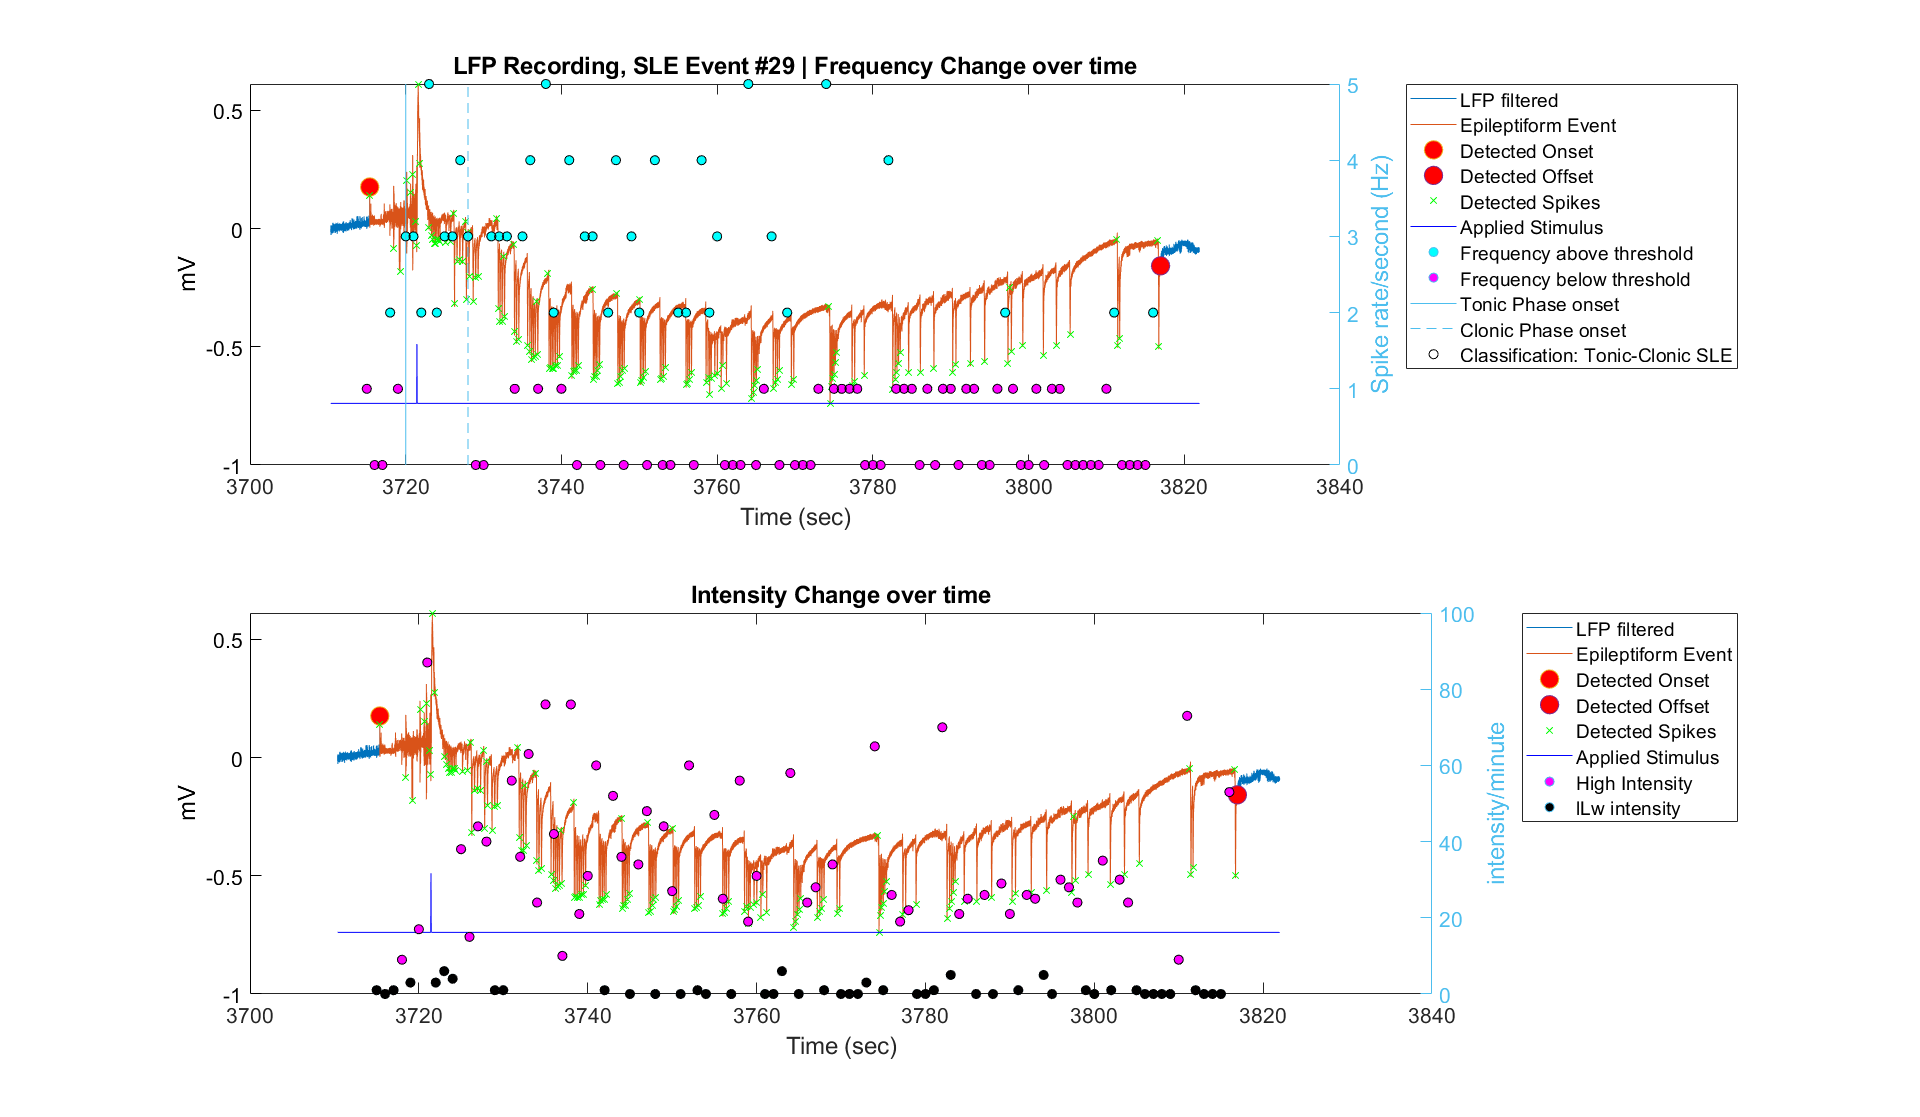 LFP Recording, SLE Event #29 | Frequency Change over time
0.5
0
-0.5
-1
mV
3700
3720
3740
3760
3780
3800
3820
3840
Time (sec)
5
4
3
2
1
0
Spike rate/second (Hz)
LFP filtered
Epileptiform Event
Detected Onset
Detected Offset
Detected Spikes
Applied Stimulus
Frequency above threshold
Frequency below threshold
Tonic Phase onset
Clonic Phase onset
Classification: Tonic-Clonic SLE
Intensity Change over time
0.5
0
-0.5
-1
mV
3700
3720
3740
3760
3780
3800
3820
3840
Time (sec)
100
80
60
40
20
0
intensity/minute
LFP filtered
Epileptiform Event
Detected Onset
Detected Offset
Detected Spikes
Applied Stimulus
High Intensity
lLw intensity